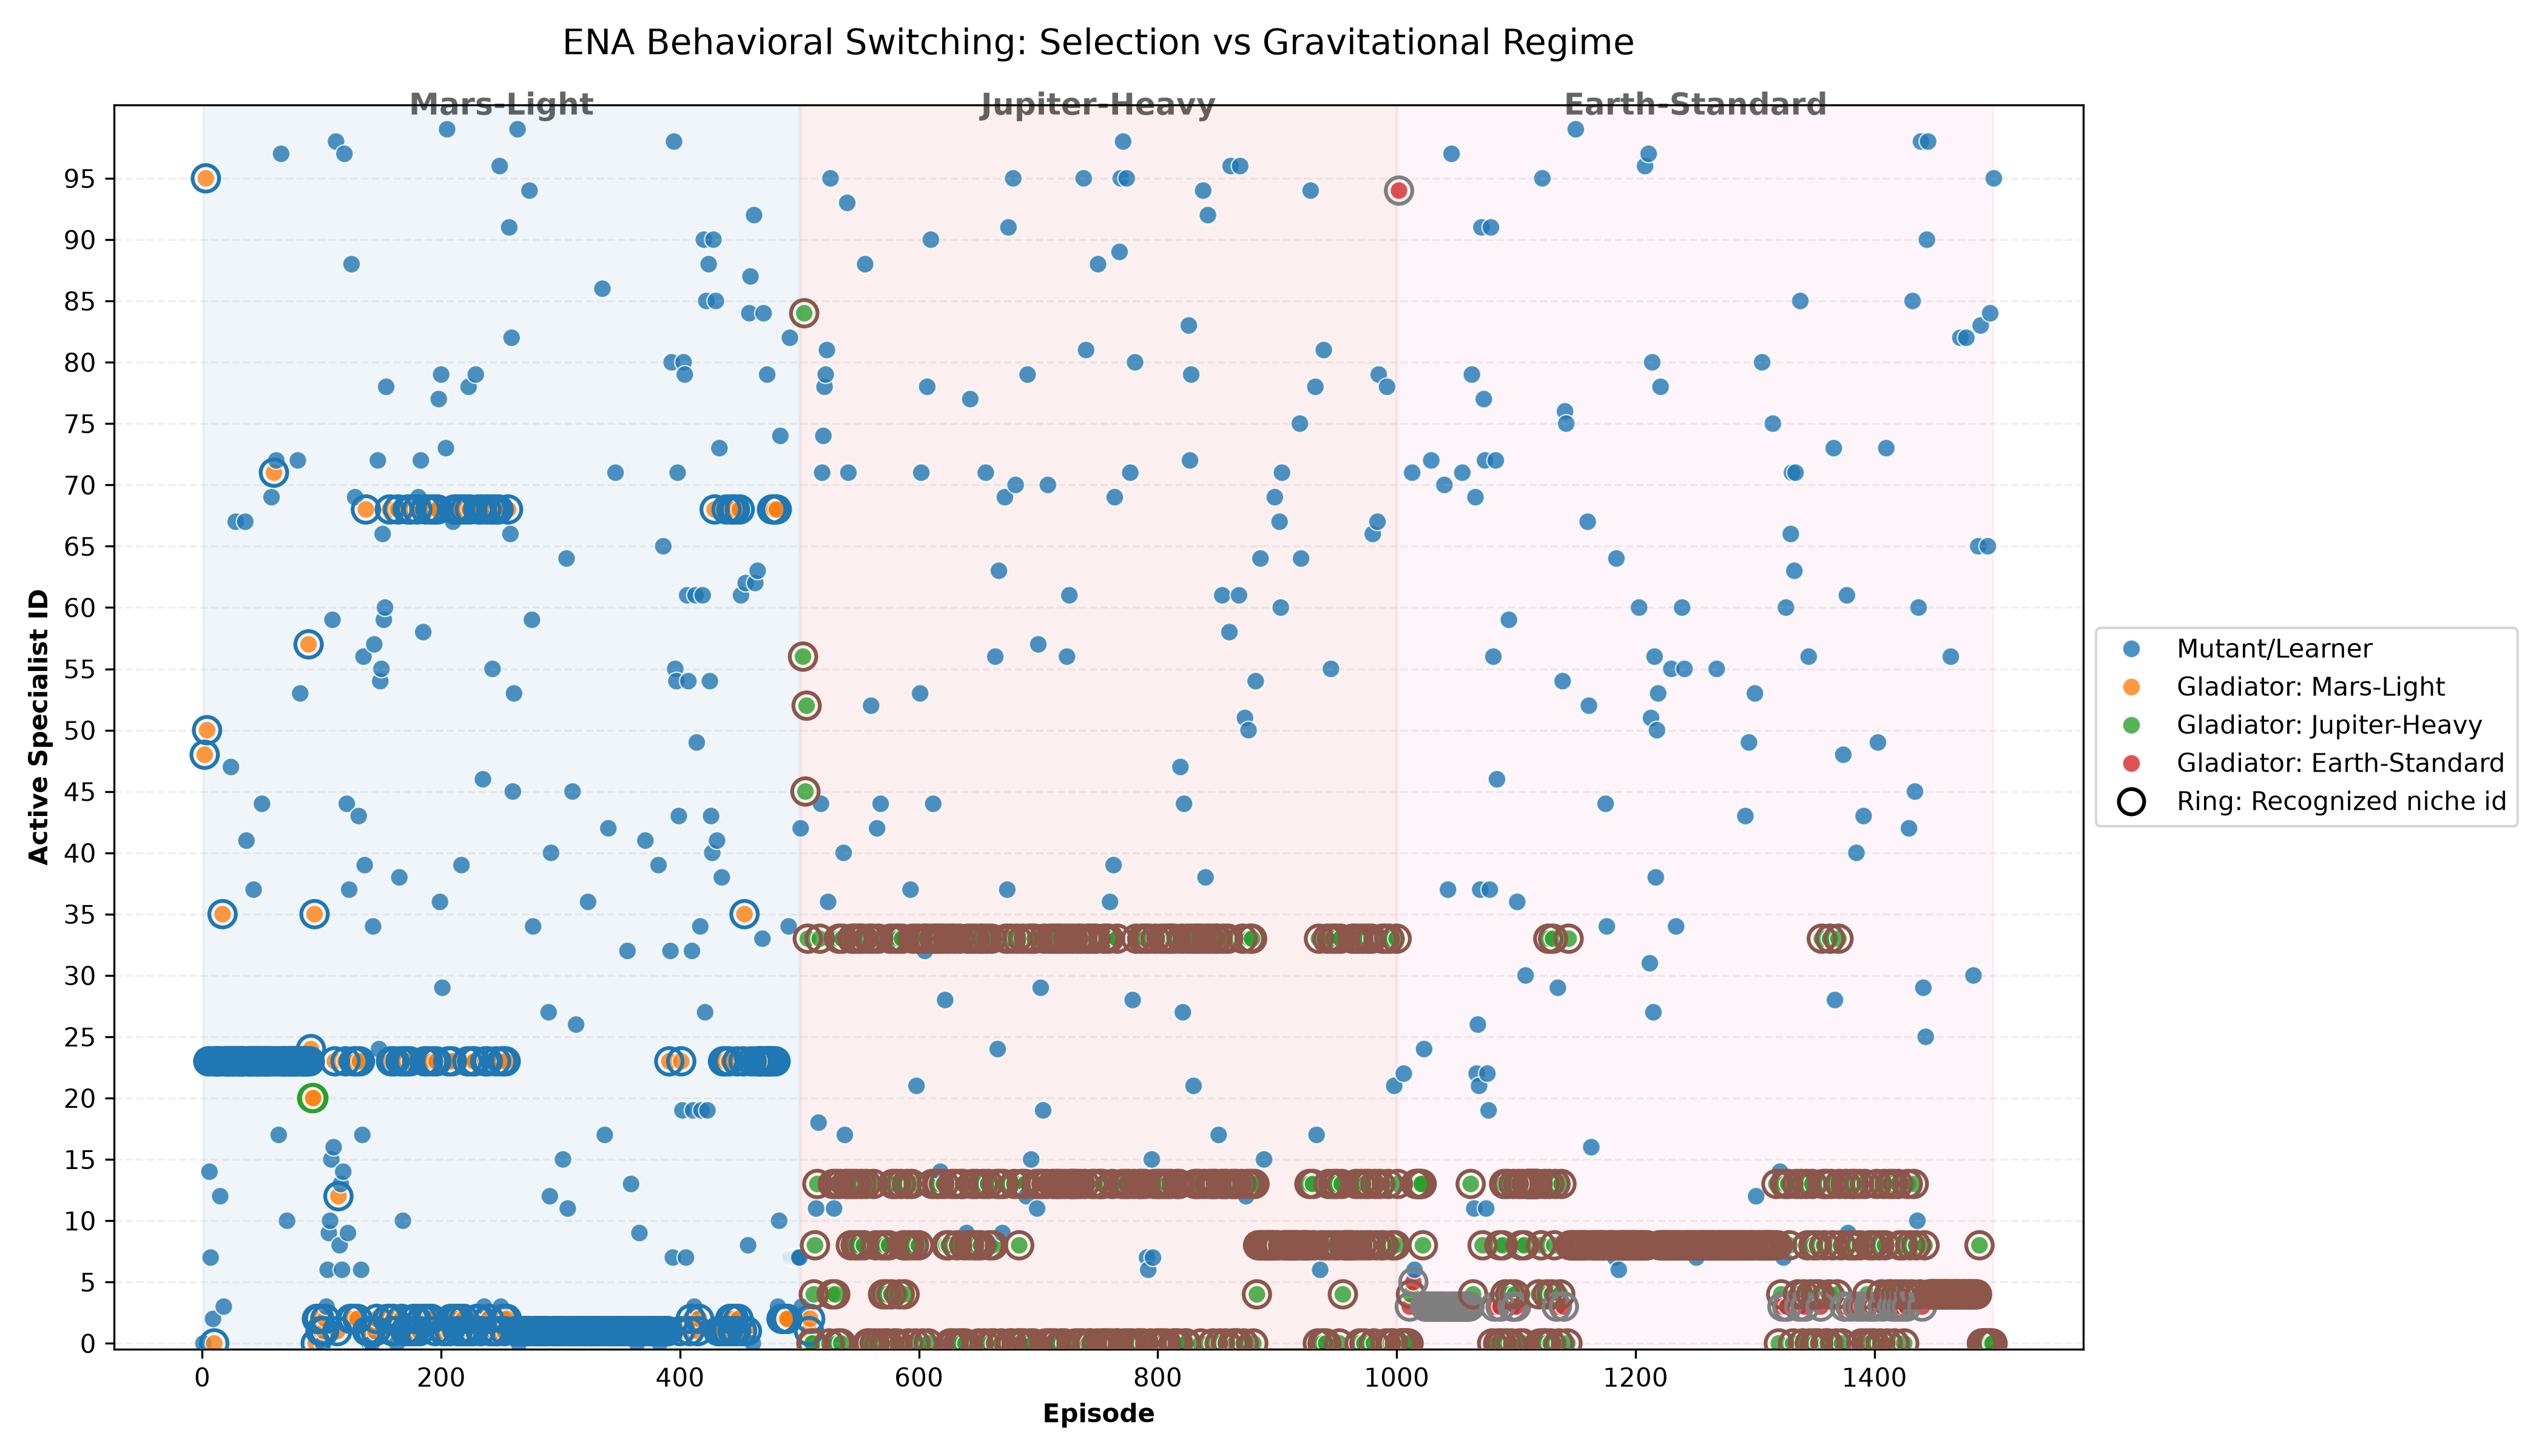 ENA Behavioral Switching: Selection vs Gravitational Regime
Mars-Light
Jupiter-Heavy
Earth-Standard
95
90
85
80
75
70
65
60
55
50
45
40
35
30
25
20
15
10
5
0
Active Specialist ID
0
200
400
600
800
1000
1200
1400
Episode
Mutant/Learner
Gladiator: Mars-Light
Gladiator: Jupiter-Heavy
Gladiator: Earth-Standard
Ring: Recognized niche id